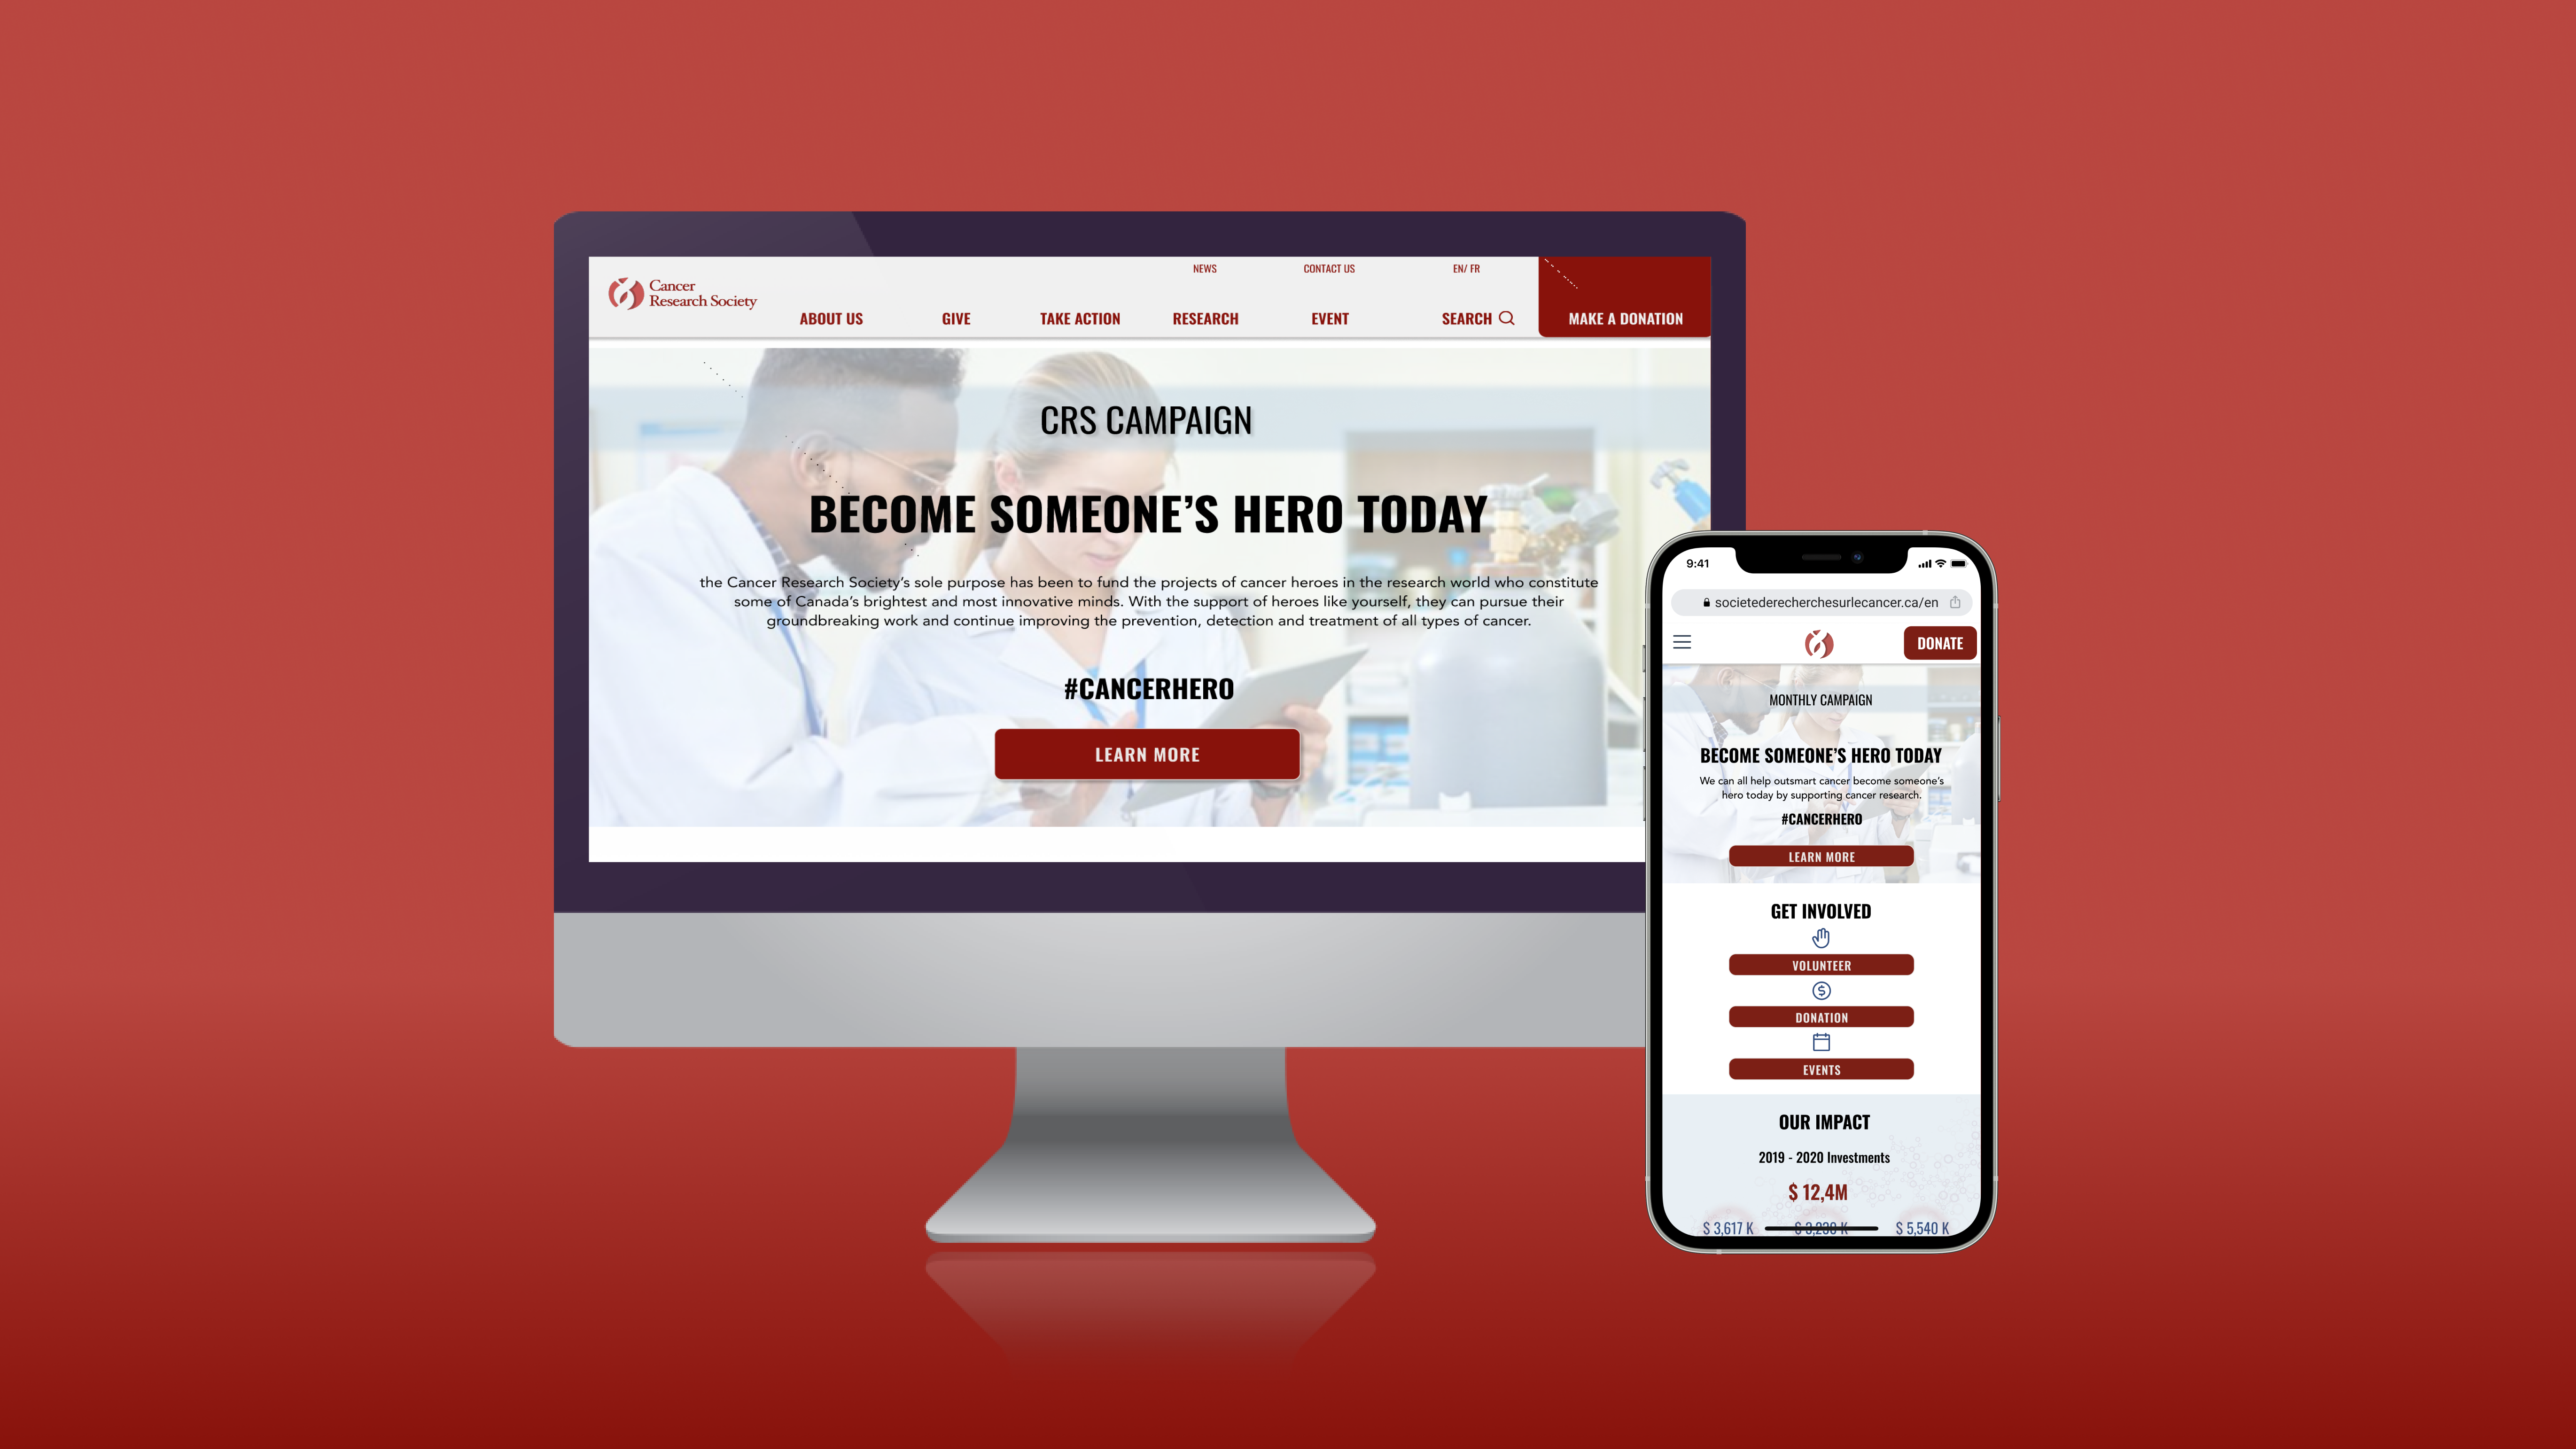 Cancer
Research Society
NEWS
CONTACT US
EN/ FR
ABOUT US
GIVE
TAKE ACTION
RESEARCH
EVENT
SEARCH
MAKE A DONATION
CRS CAMPAIGN
BECOME SOMEONE'S HERO TODAY
the Cancer Research Society's sole purpose has been to fund the projects of cancer heroes in the research world who constitute
some of Canada's brightest and most innovative minds. With the support of heroes like yourself, they can pursue their
groundbreaking work and continue improving the prevention, detection and treatment of all types of cancer.
#CANCERHERO
LEARN MORE
9:41
societederecherchesurlecancer.ca/en
DONATE
MONTHLY CAMPAIGN
BECOME SOMEONE'S HERO TODAY
We can all help outsmart cancer become someone's
hero today by supporting cancer research.
#CANCERHERO
LEARN MORE
GET INVOLVED
VOLUNTEER
DONATION
EVENTS
OUR IMPACT
2019 - 2020 Investments
$ 12,4M
$ 3,617 K
$ 5,540 K